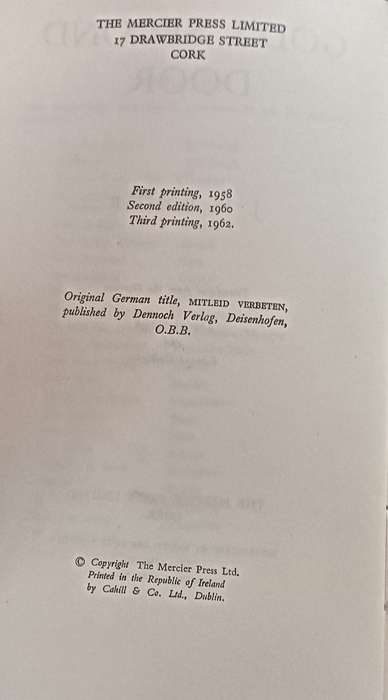 THE MERCIER PRESS LIMITED
17 DRAWBRIDGE STREET
CORK
First printing, 1958
Second edition, 1960
Third printing, 1962.
Original German title, MITLEID VERBETEN,
published by Dennoch Verlag, Deisenhofen,
O.B.B.
© Copyright The Mercier Press Ltd.
Printed in the Republic of Ireland
by Cahill & Co. Ltd., Dublin.